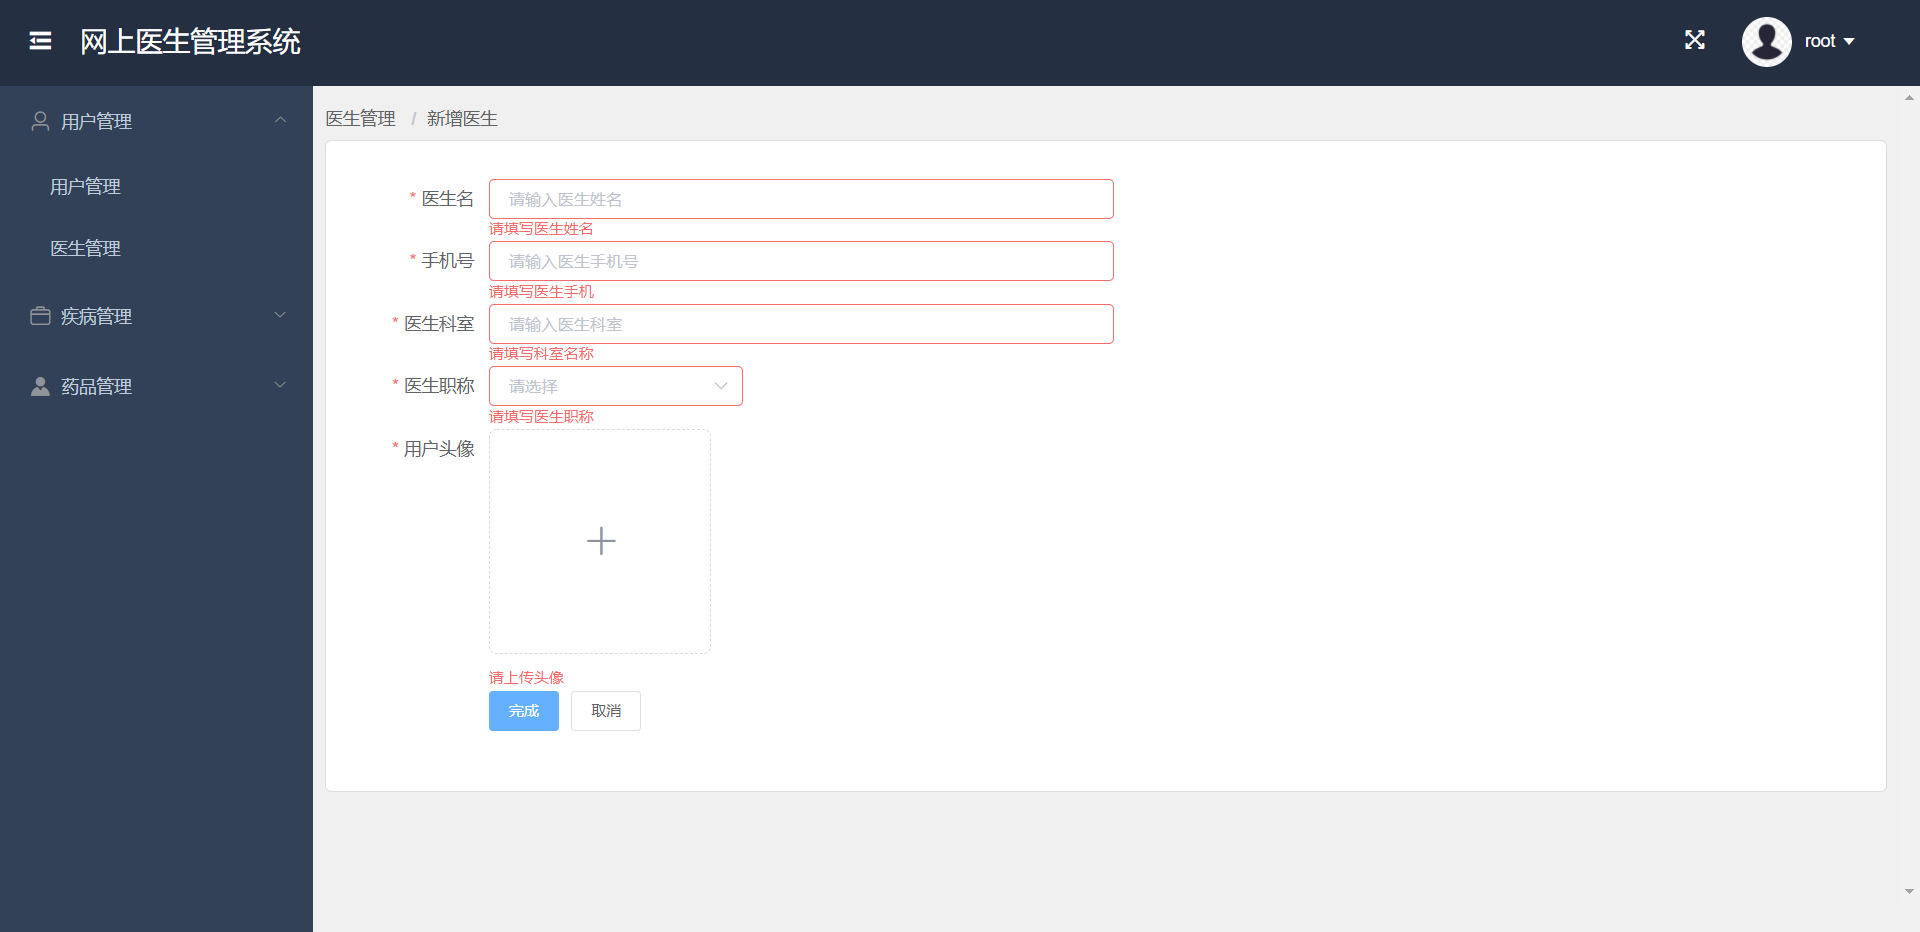 网上医生管理系统
root
用户管理
用户管理
医生管理
疾病管理
药品管理
医生管理 / 新增医生
* 医生名 请输入医生姓名
请填写医生姓名
* 手机号 请输入医生手机号
请填写医生手机
* 医生科室 请输入医生科室
请填写科室名称
* 医生职称 请选择
请填写医生职称
* 用户头像
请上传头像
完成 取消